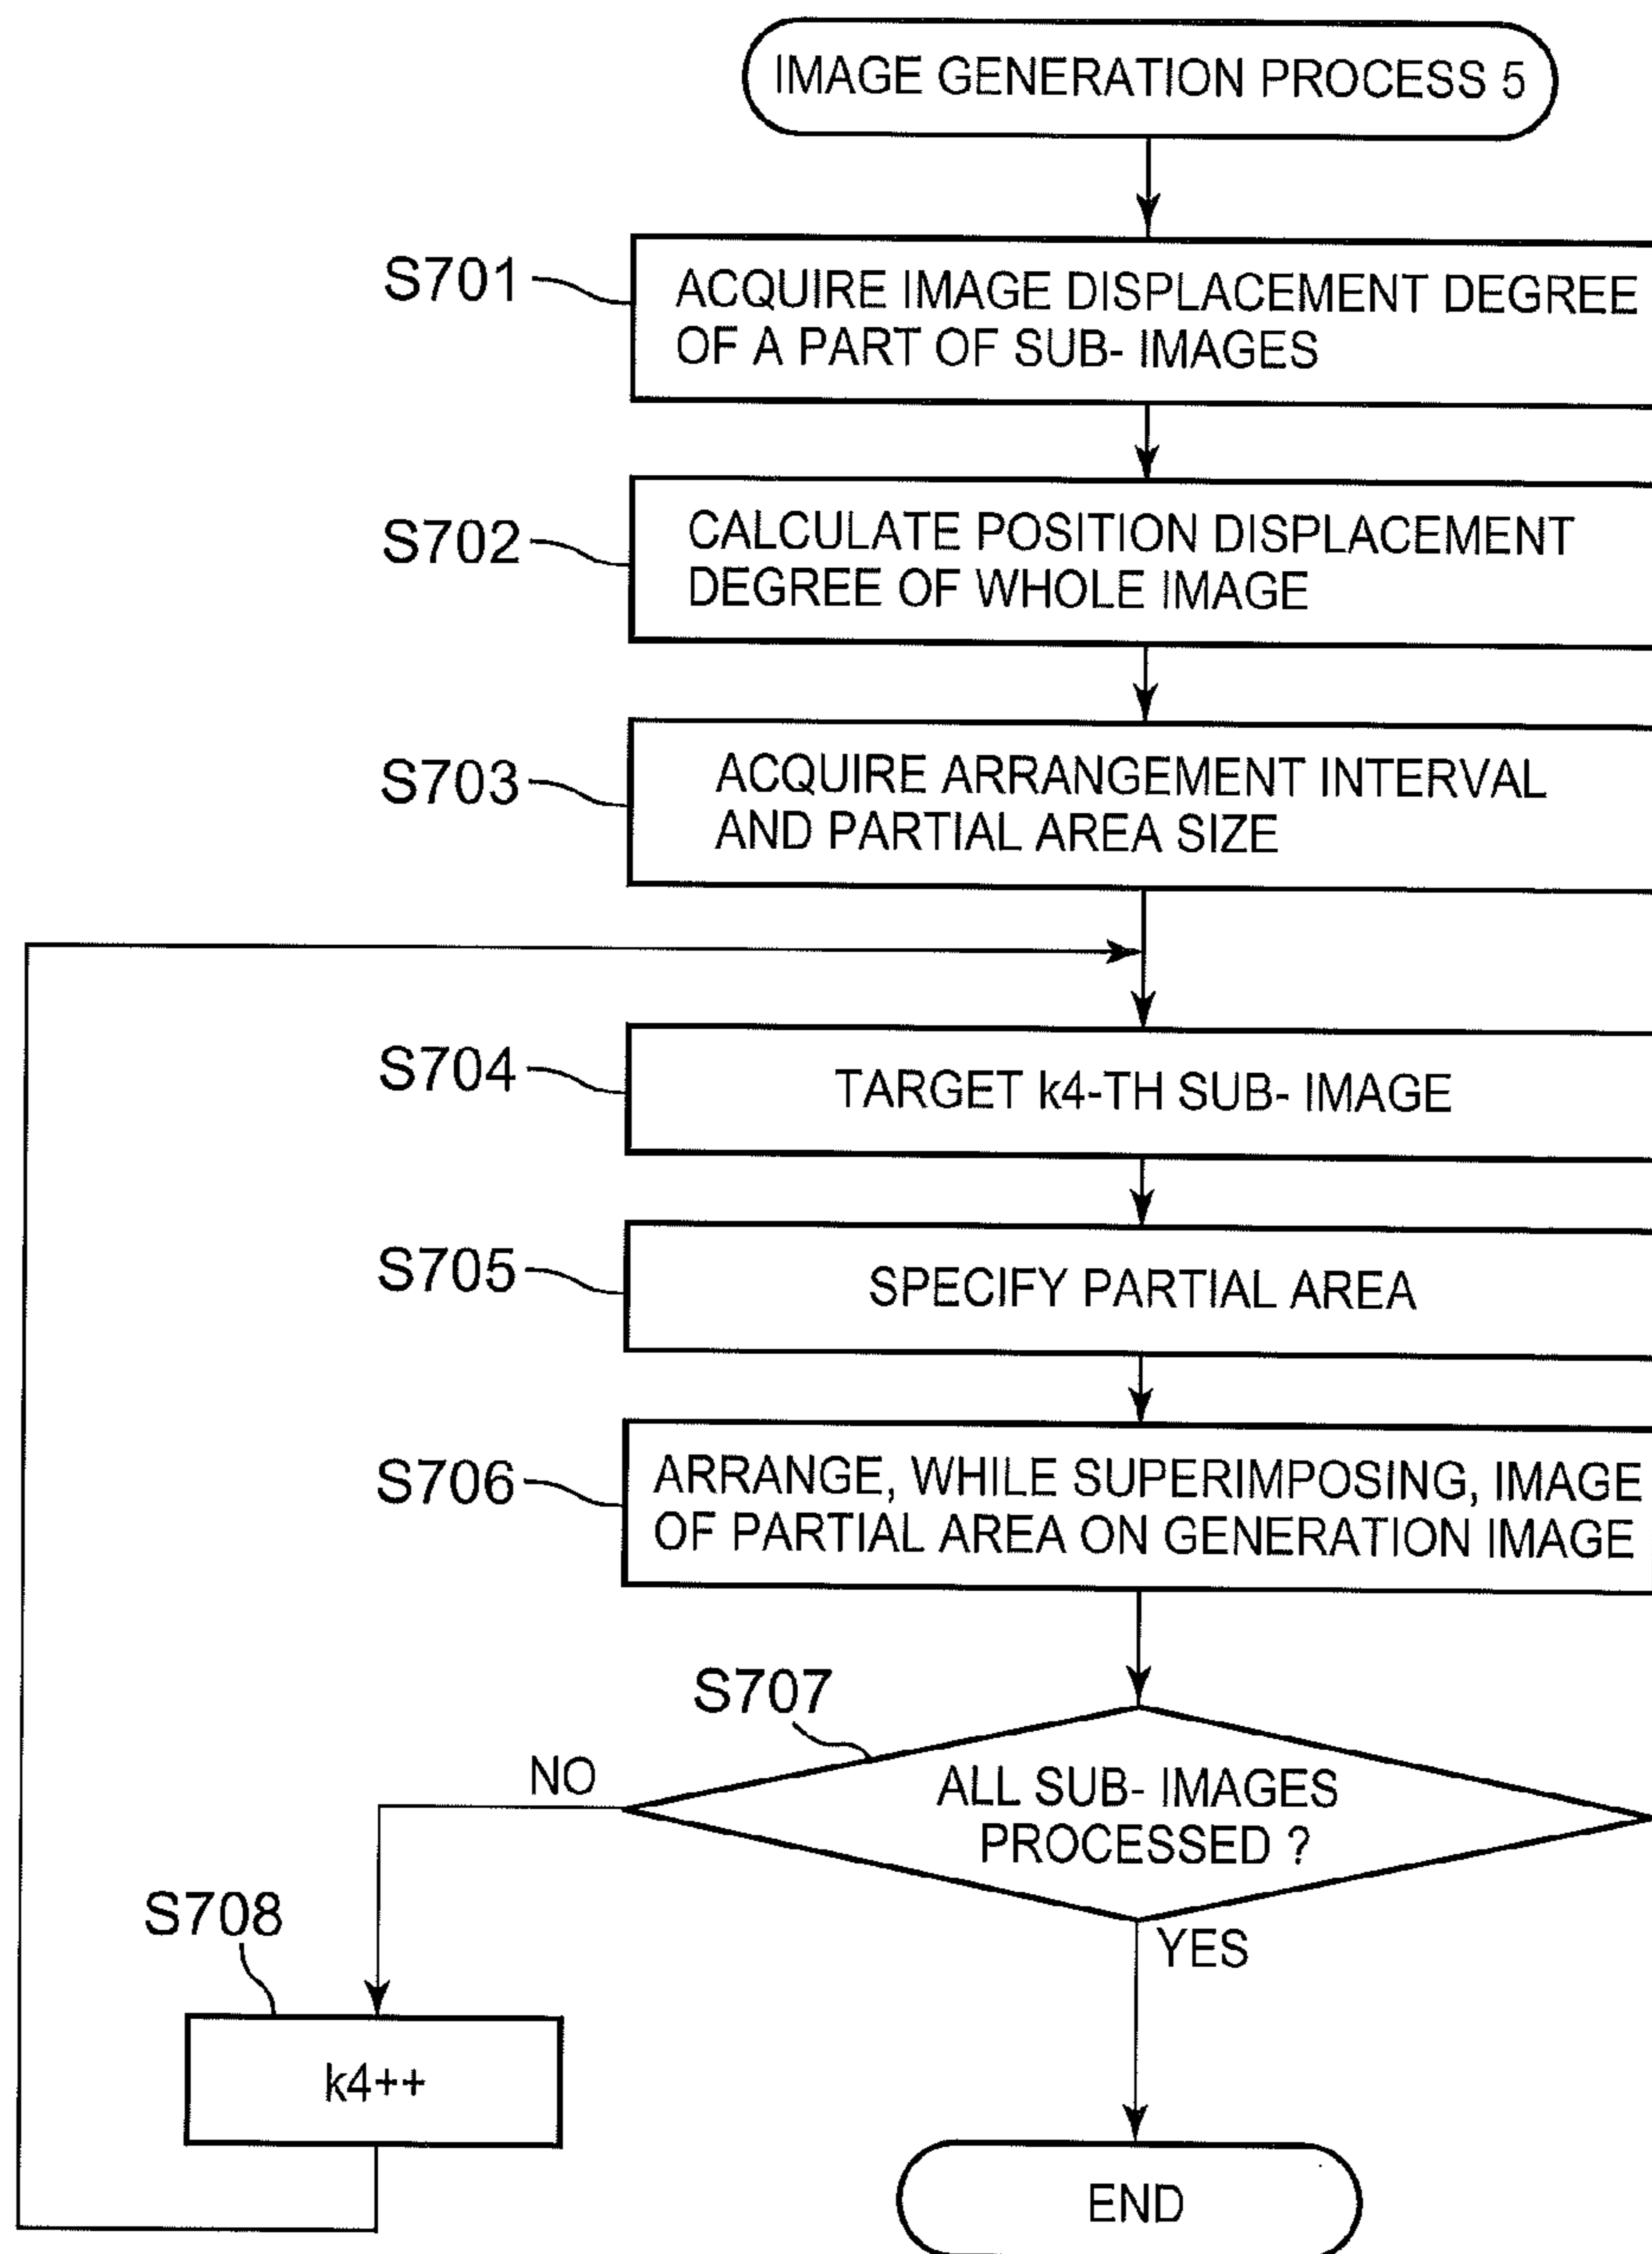 IMAGE GENERATION PROCESS 5
S701
ACQUIRE IMAGE DISPLACEMENT DEGREE
OF A PART OF SUB- IMAGES
S702
CALCULATE POSITION DISPLACEMENT
DEGREE OF WHOLE IMAGE
S703
ACQUIRE ARRANGEMENT INTERVAL
AND PARTIAL AREA SIZE
S704
TARGET k4-TH SUB- IMAGE
S705
SPECIFY PARTIAL AREA
S706
ARRANGE, WHILE SUPERIMPOSING, IMAGE
OF PARTIAL AREA ON GENERATION IMAGE
S707
NO
ALL SUB- IMAGES
PROCESSED ?
S708
YES
k4++
END